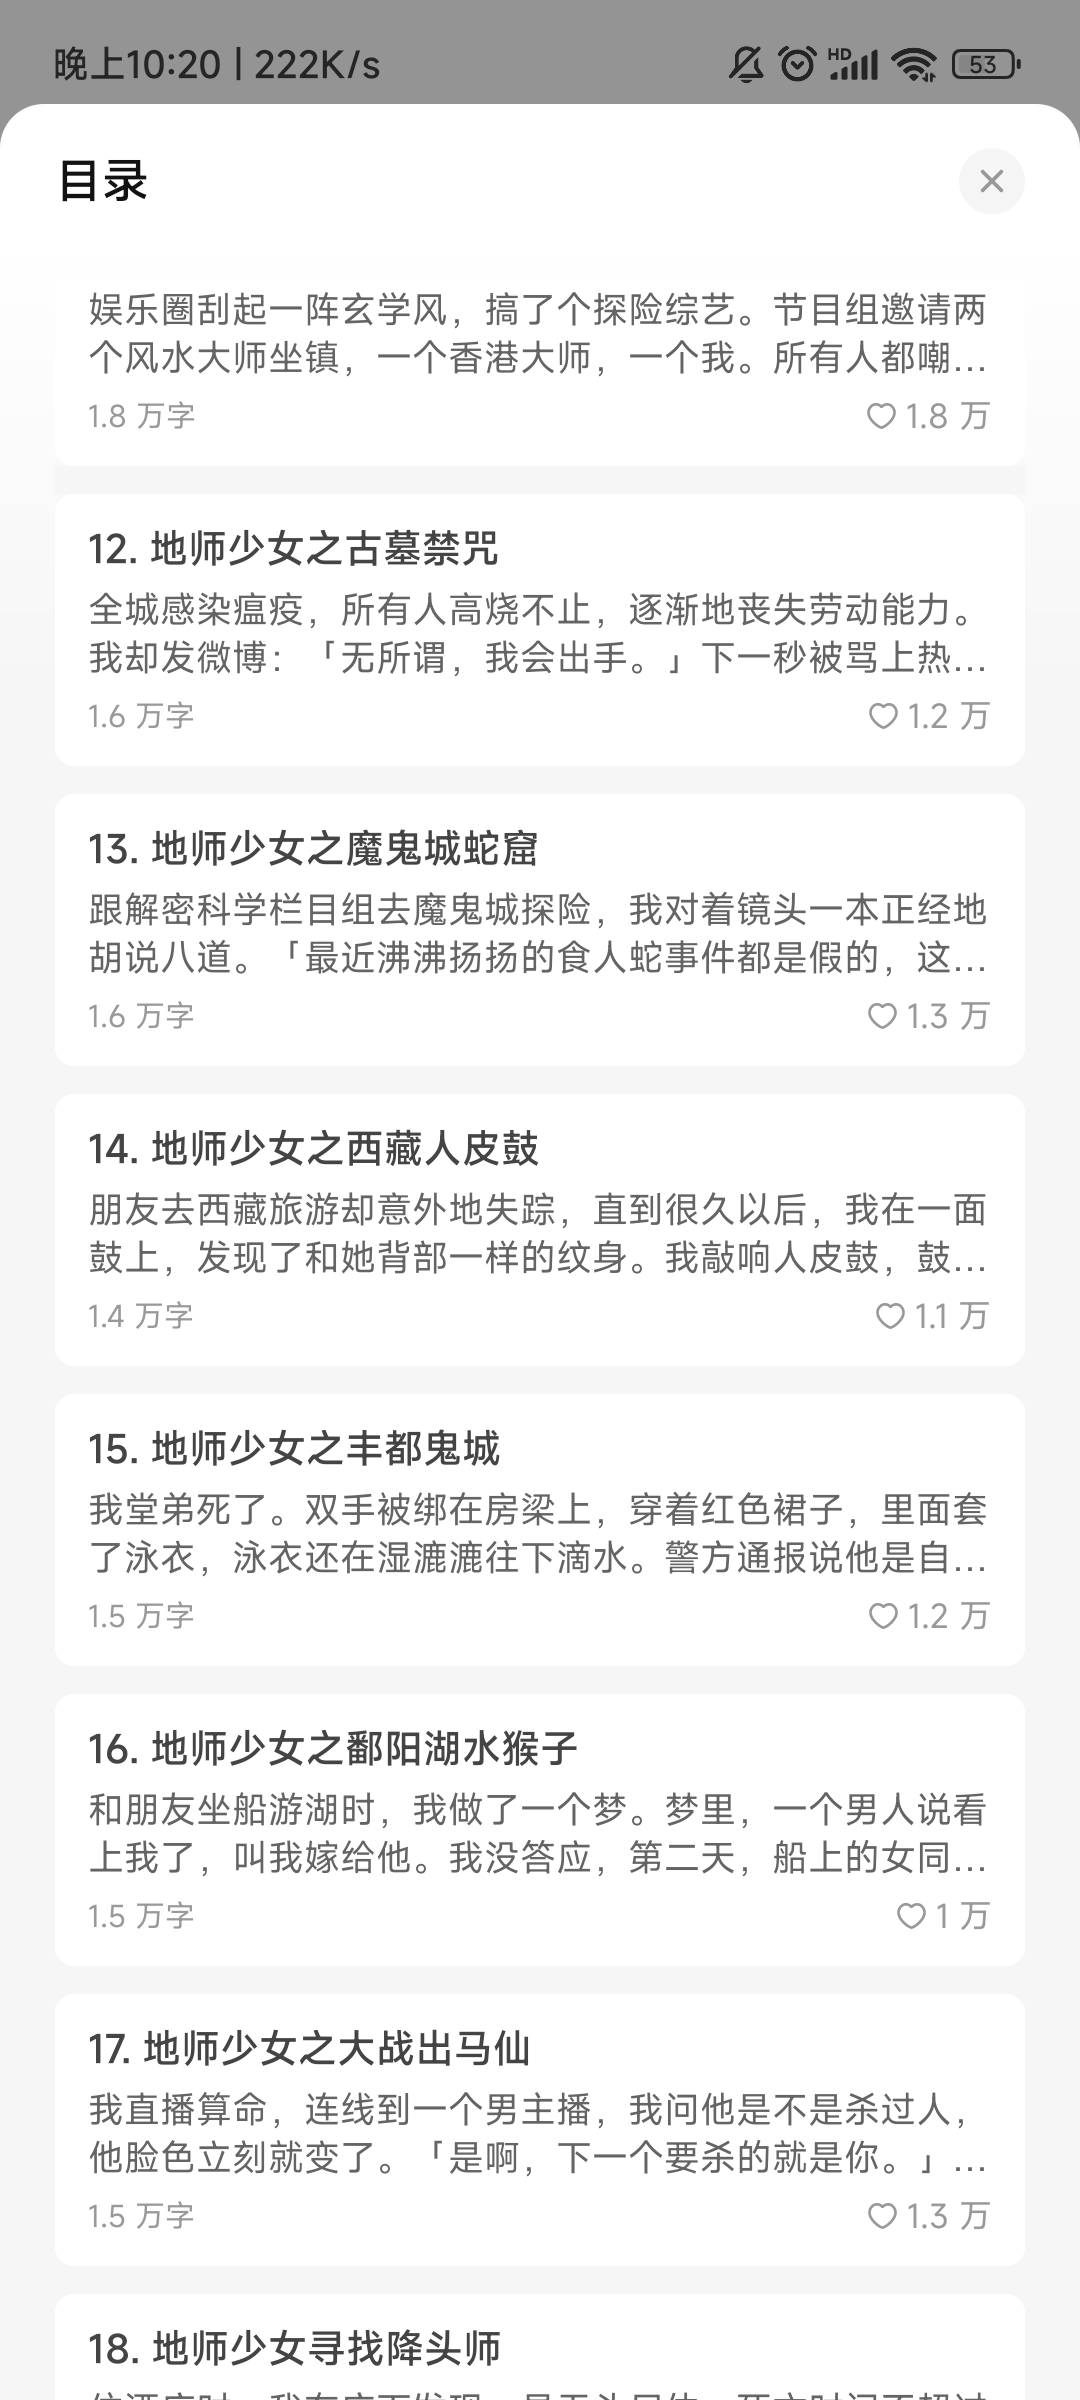 晚上10:20 | 222K/s
HD
53
目录
娱乐圈刮起一阵玄学风，搞了个探险综艺。节目组邀请两
个风水大师坐镇，一个香港大师，一个我。所有人都嘲...
1.8 万字
1.8 万
12. 地师少女之古墓禁咒
全城感染瘟疫，所有人高烧不止，逐渐地丧失劳动能力。
我却发微博：「无所谓，我会出手。」下一秒被骂上热...
1.6 万字
1.2 万
13. 地师少女之魔鬼城蛇窟
跟解密科学栏目组去魔鬼城探险，我对着镜头一本正经地
胡说八道。「最近沸沸扬扬的食人蛇事件都是假的，这...
1.6 万字
1.3 万
14. 地师少女之西藏人皮鼓
朋友去西藏旅游却意外地失踪，直到很久以后，我在一面
鼓上，发现了和她背部一样的纹身。我敲响人皮鼓，鼓...
1.4 万字
1.1 万
15. 地师少女之丰都鬼城
我堂弟死了。双手被绑在房梁上，穿着红色裙子，里面套
了泳衣，泳衣还在湿漉漉往下滴水。警方通报说他是自...
1.5 万字
1.2 万
16. 地师少女之鄱阳湖水猴子
和朋友坐船游湖时，我做了一个梦。梦里，一个男人说看
上我了，叫我嫁给他。我没答应，第二天，船上的女同...
1.5 万字
1 万
17. 地师少女之大战出马仙
我直播算命，连线到一个男主播，我问他是不是杀过人，
他脸色立刻就变了。「是啊，下一个要杀的就是你。」...
1.5 万字
1.3 万
18. 地师少女寻找降头师